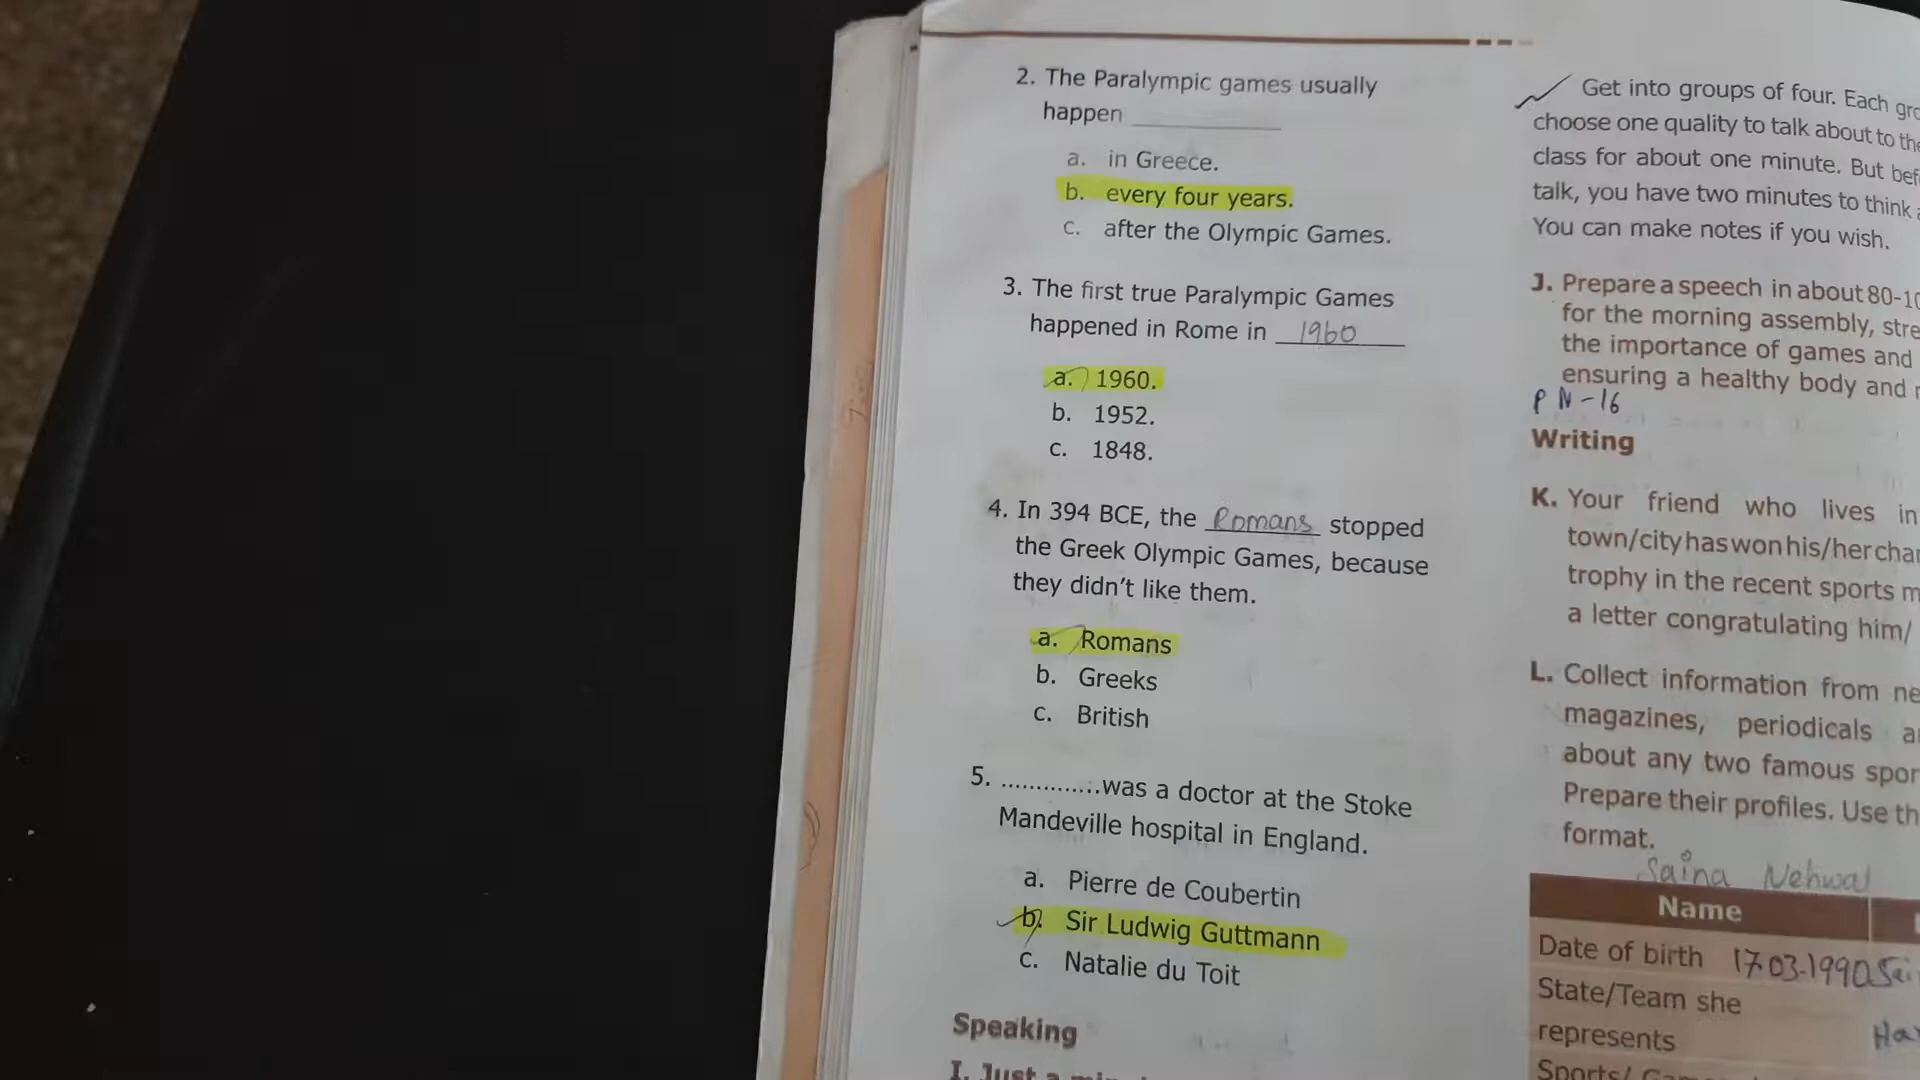 2. The Paralympic games usually
happen
a. in Greece.
b. every four years.
c. after the Olympic Games.
3. The first true Paralympic Games
happened in Rome in 1960
a. 1960.
b. 1952.
c. 1848.
4. In 394 BCE, the Romans stopped
the Greek Olympic Games, because
they didn't like them.
a. Romans
b. Greeks
c. British
5. ..............was a doctor at the Stoke
Mandeville hospital in England.
a. Pierre de Coubertin
b. Sir Ludwig Guttmann
c. Natalie du Toit
Speaking
I. Just a
Get into groups of four. Each
choose one quality to talk about to
class for about one minute. But
talk, you have two minutes to think
You can make notes if you wish.
J. Prepare a speech in about
for the morning assembly,
the importance of games and
ensuring a healthy body and
PN-16
Writing
K. Your friend who lives in
town/city has won his/her
trophy in the recent sports
a letter congratulating him/
L. Collect information from
magazines, periodicals
about any two famous
Prepare their profiles. Use
format.
Saina Nehwal
Name
Date of birth 17.03.1990
State/Team she
represents
Sports/